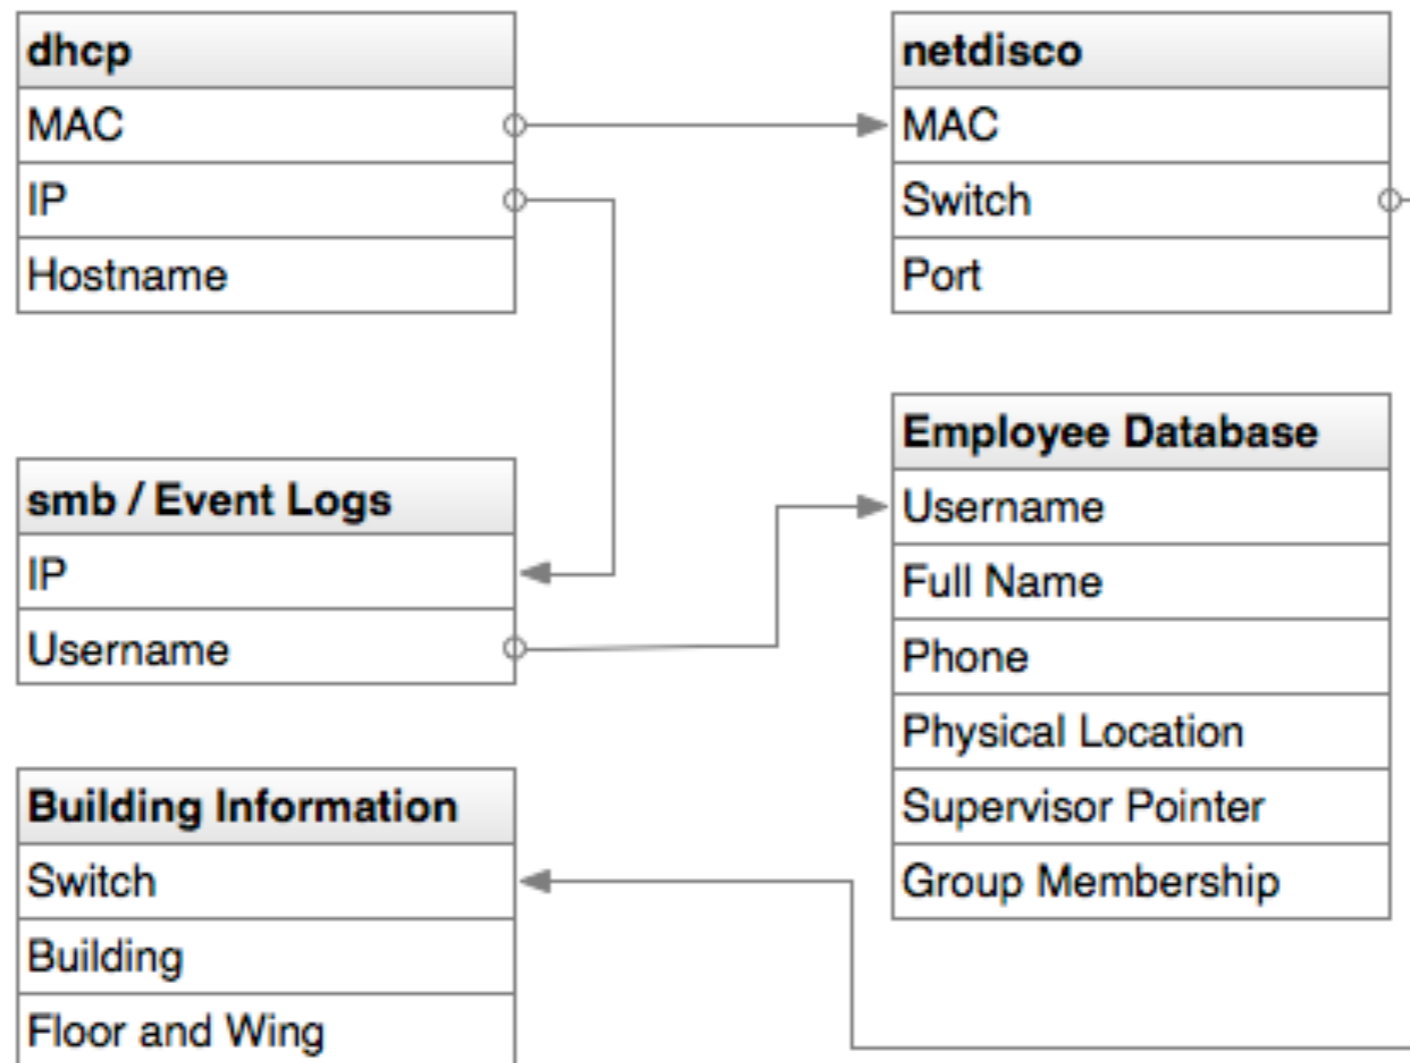 dhcp
MAC
IP
Hostname
netdisco
MAC
Switch
Port
smb / Event Logs
IP
Username
Employee Database
Username
Full Name
Phone
Physical Location
Supervisor Pointer
Group Membership
Building Information
Switch
Building
Floor and Wing